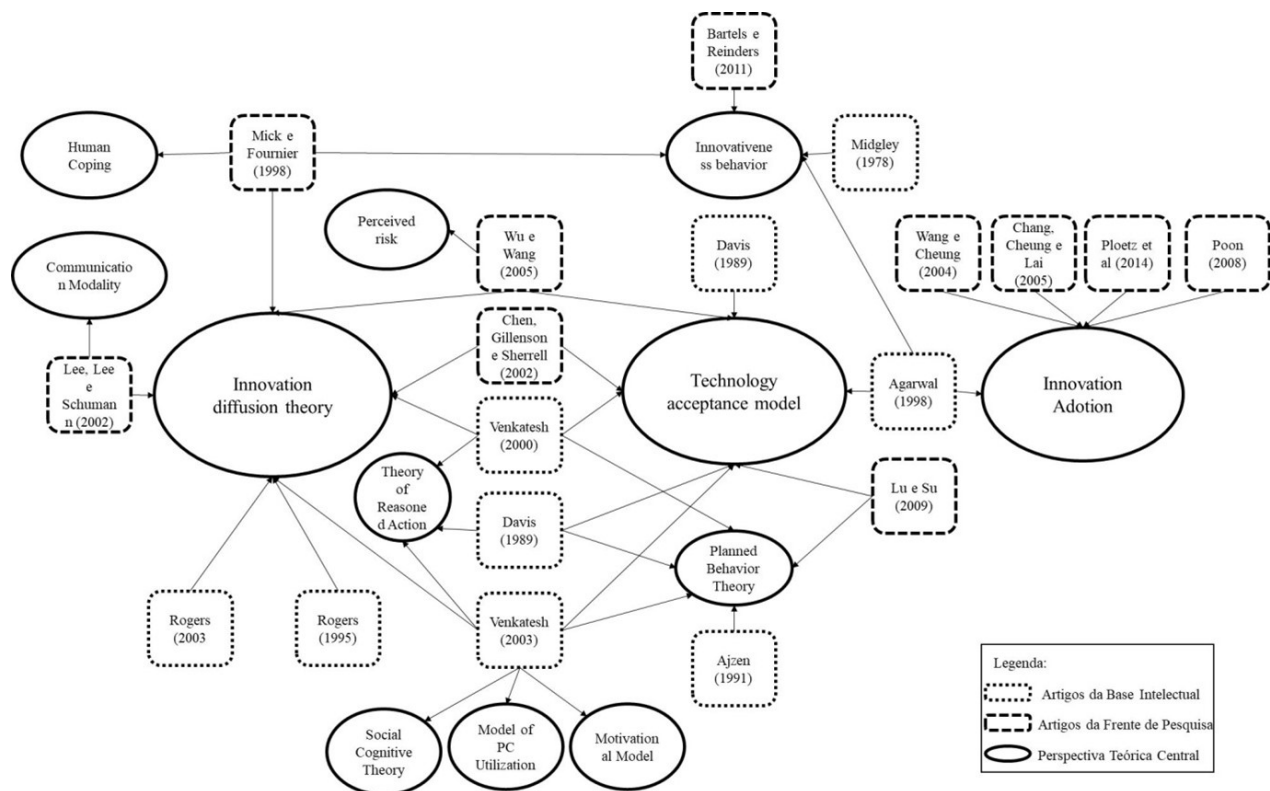 Bartels e
Reinders
(2011)
Human
Coping
Mick e
Fournier
(1998)
Innovativene
ss behavior
Midgley
(1978)
Perceived
risk
Wu e
Wang
(2005)
Davis
(1989)
Wang e
Cheung
(2004)
Chang,
Cheung e
Lai
(2005)
Ploetz et
al (2014)
Poon
(2008)
Communicatio
n Modality
Lee, Lee
e
Schuman
n (2002)
Innovation
diffusion theory
Chen,
Gillenson
e Sherrell
(2002)
Technology
acceptance model
Agarwal
(1998)
Innovation
Adotion
Venkatesh
(2000)
Theory
of
Reasone
d Action
Davis
(1989)
Lu e Su
(2009)
Planned
Behavior
Theory
Rogers
(2003
Rogers
(1995)
Venkatesh
(2003)
Ajzen
(1991)
Social
Cognitive
Theory
Model of
PC
Utilization
Motivation
al Model
Legenda:
Artigos da Base Intelectual
Artigos da Frente de Pesquisa
Perspectiva Teórica Central